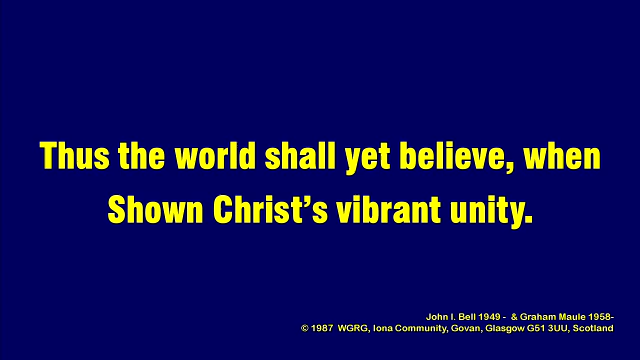 Thus the world shall yet believe, when
Shown Christ's vibrant unity.
John I. Bell 1949 -  & Graham Maule 1958-
© 1987  WGRG, Iona Community, Govan, Glasgow G51 3UU, Scotland